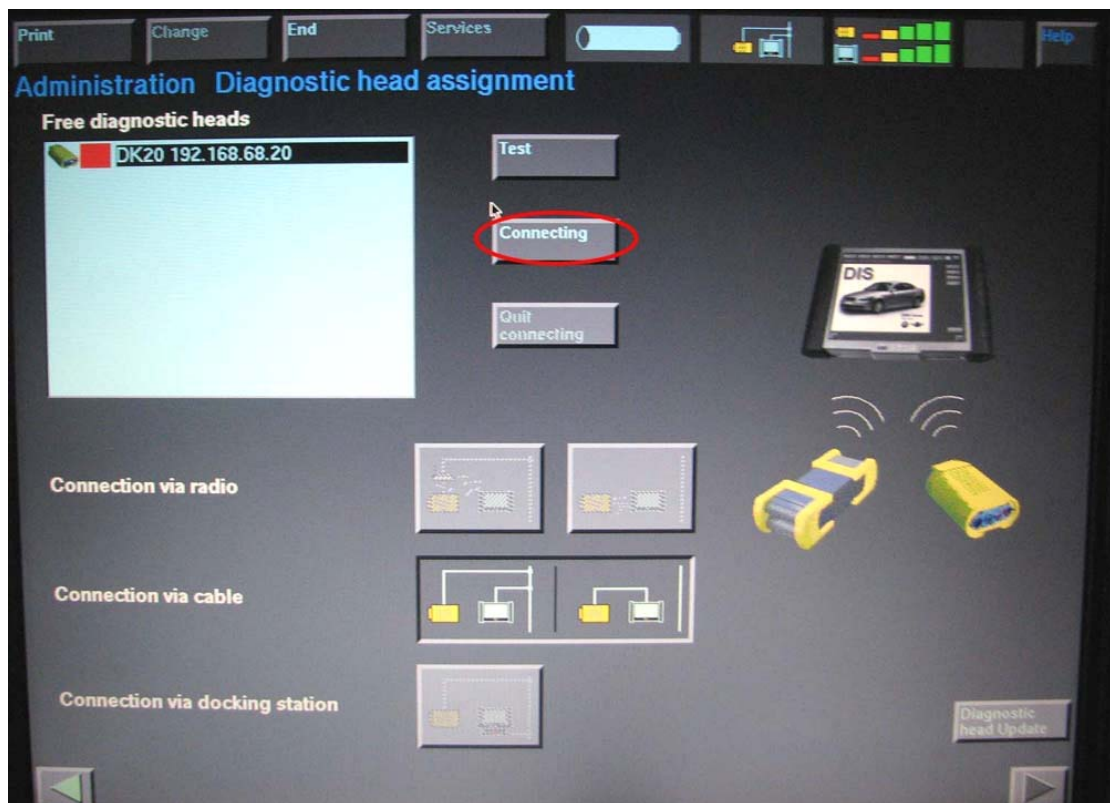 Print
Change
End
Services
Help
Administration Diagnostic head assignment
Free diagnostic heads
DK20 192.168.68.20
Test
Connecting
Quit
connecting
DIS
Connection via radio
Connection via cable
Connection via docking station
Diagnostic
head Update